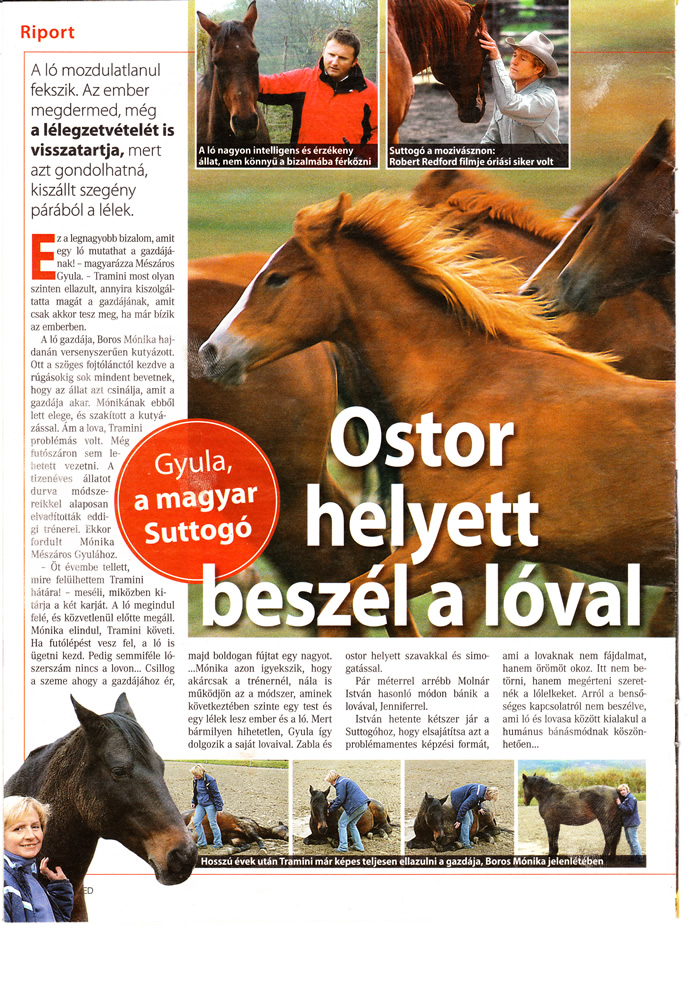 Riport
A ló mozdulatlanul
fekszik. Az ember
megdermed, még
a lélegzetvételét is
visszatartja, mert
azt gondolhatná,
kiszállt szegény
párából a lélek.
A ló nagyon intelligens és érzékeny
állat, nem könnyű a bizalmába férkőzni
Suttogó a mozivásznon:
Robert Redford filmje óriási siker volt
Ostor
helyett
beszél a lóval
Gyula,
a magyar
Suttogó
Ez a legnagyobb bizalom, amit
egy ló mutathat a gazdájá-
nak! – magyarázza Mészáros
Gyula. – Tramini most olyan
szinten ellazult, annyira kiszolgál-
tatta magát a gazdájának, amit
csak akkor tesz meg, ha már bízik
az emberben.
A ló gazdája, Boros Mónika haj-
danán versenyszerűen kutyázott.
Ott a szöges fojtólánctól kezdve a
rúgásokig sok mindent bevetnek,
hogy az állat azt csinálja, amit a
gazdája akar. Mónikának ebből
lett elege, és szakított a kutyá-
zással. Ám a lova, Tramini
problémás volt. Még
futószáron sem le-
hetett vezetni. A
tizenéves állatot
durva módsze-
reikkel alaposan
elvadították eddi-
gi trénerei. Ekkor
fordult Mónika
Mészáros Gyulához.
– Öt évembe tellett,
mire felülhettem Tramini
hátára! – meséli, miközben ki-
tárja a két karját. A ló megindul
felé, és közvetlenül előtte megáll.
Mónika elindul, Tramini követi.
Ha futólépést vesz fel, a ló is
ügetni kezd. Pedig semmiféle ló-
szerszám nincs a lovon... Csillog
a szeme ahogy a gazdájához ér,
majd boldogan fújtat egy nagyot.
...Mónika azon igyekszik, hogy
akárcsak a trénernél, nála is
működjön az a módszer, aminek
következtében szinte egy test és
egy lélek lesz ember és a ló. Mert
bármilyen hihetetlen, Gyula így
dolgozik a saját lovaival. Zabla és
ostor helyett szavakkal és simo-
gatással.
Pár méterrel arrébb Molnár
István hasonló módon bánik a
lovával, Jenniferrel.
István hetente kétszer jár a
Suttogóhoz, hogy elsajátítsa azt a
problémamentes képzési formát,
ami a lovaknak nem fájdalmat,
hanem örömöt okoz. Itt nem be-
törni, hanem megérteni szeret-
nék a lólelkeket. Arról a bensó-
séges kapcsolatról nem beszélve,
ami ló és lovasa között kialakul a
humánus bánásmódnak köszön-
hetően...
Hosszú évek után Tramini már képes teljesen ellazulni a gazdája, Boros Mónika jelenlétében
ED